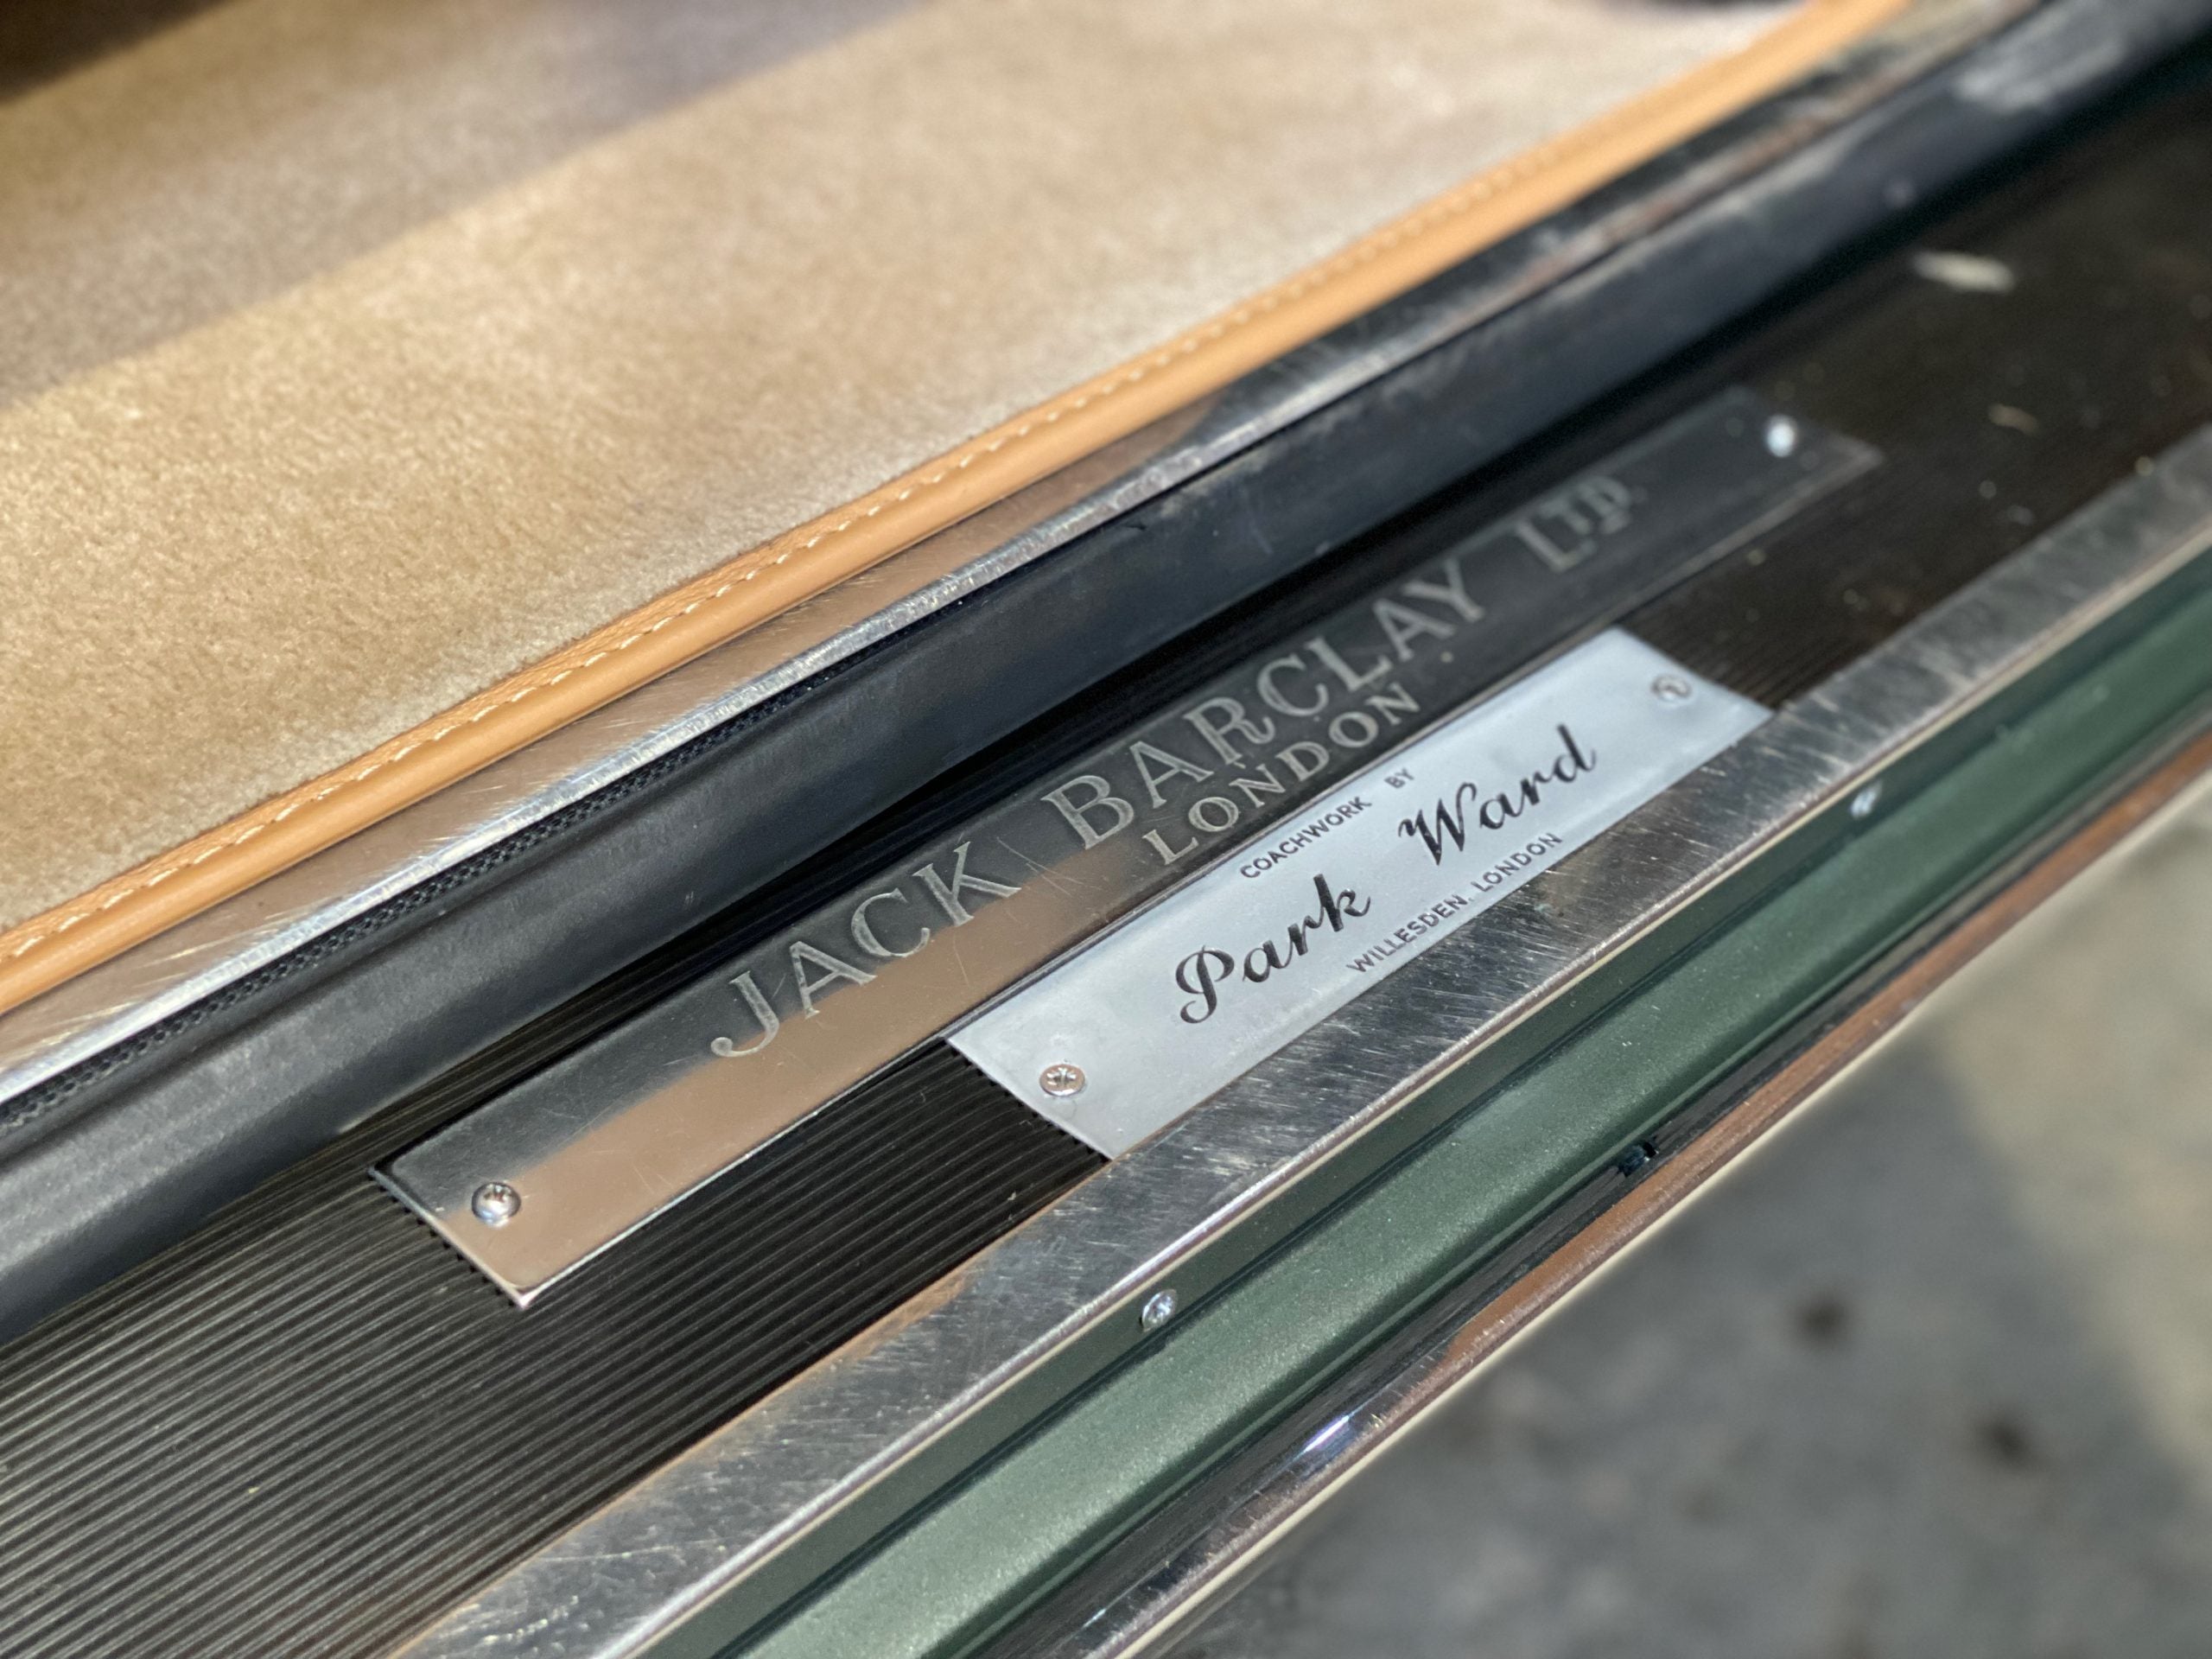 JACK BARCLAY LTD.
LONDON
COACHWORK BY
Park Ward
WILLESDEN, LONDON